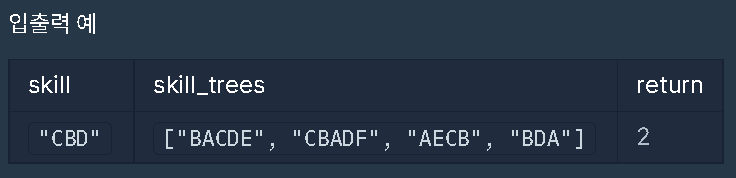 입출력 예
skill skill_trees return
"CBD" ["BACDE", "CBADF", "AECB", "BDA"] 2